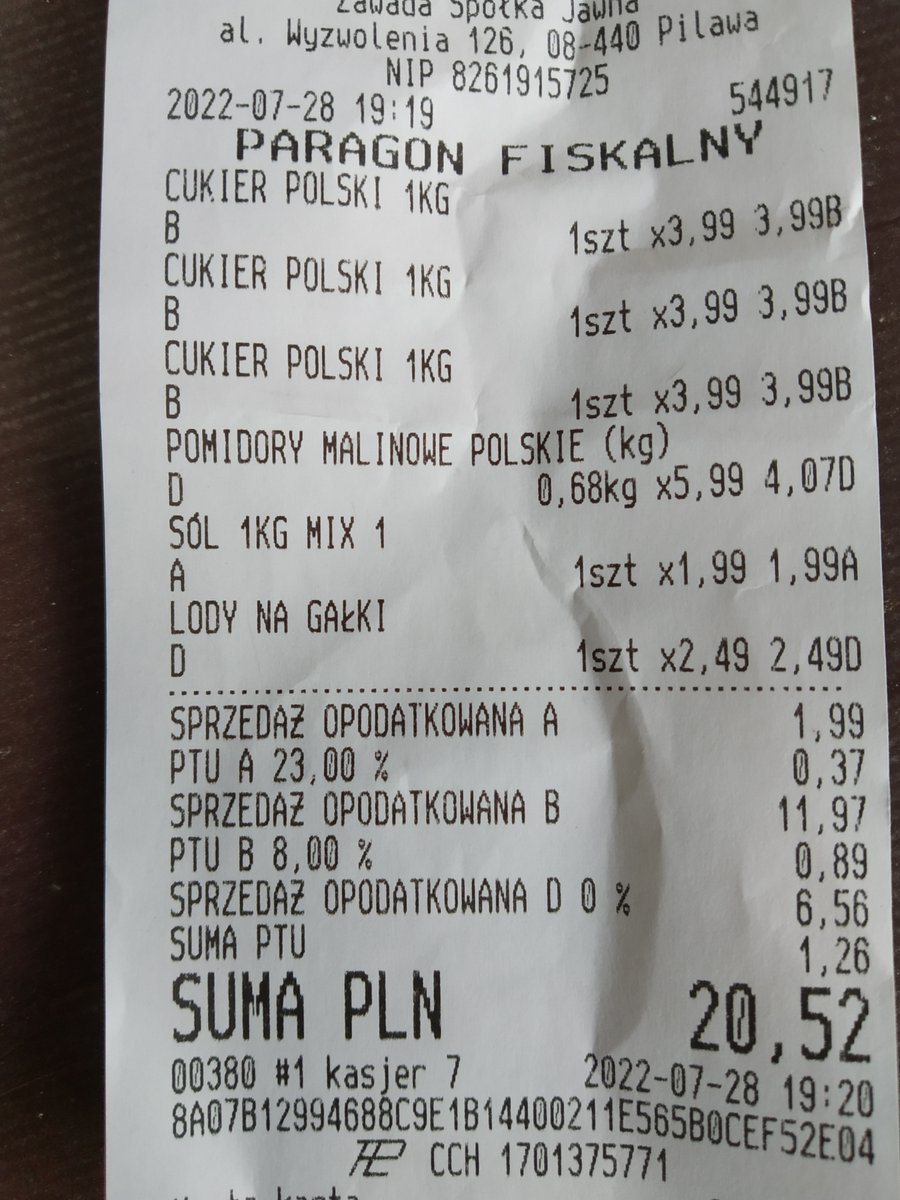 Zawada Spółka Jawna
al. Wyzwolenia 126, 08-440 Pilawa
NIP 8261915725
2022-07-28 19:19 544917
PARAGON FISKALNY
CUKIER POLSKI 1KG
B 1szt x3,99 3,99B
CUKIER POLSKI 1KG
B 1szt x3,99 3,99B
CUKIER POLSKI 1KG
B 1szt x3,99 3,99B
POMIDORY MALINOWE POLSKIE (kg)
D 0,68kg x5,99 4,07D
SÓL 1KG MIX 1
A 1szt x1,99 1,99A
LODY NA GAŁKI
D 1szt x2,49 2,49D
SPRZEDAŻ OPODATKOWANA A 1,99
PTU A 23,00 % 0,37
SPRZEDAŻ OPODATKOWANA B 11,97
PTU B 8,00 % 0,89
SPRZEDAŻ OPODATKOWANA D 0 % 6,56
SUMA PTU 1,26
SUMA PLN 20,52
00380 #1 kasjer 7 2022-07-28 19:20
8A07B12994688C9E1B14400211E565B0CEF52E04
CCH 1701375771